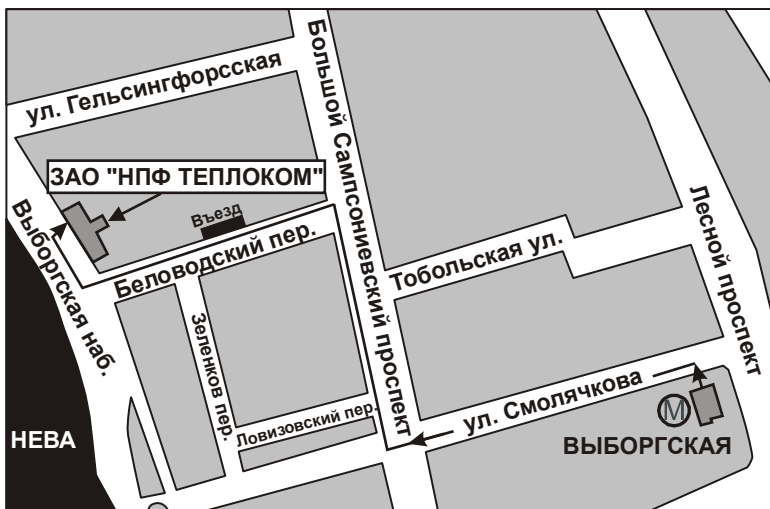 ул. Гельсингфорсская
Большой Сампсониевский проспект
ЗАО "НПФ ТЕПЛОКОМ"
Въезд
Выборгская наб.
Беловодский пер.
Тобольская ул.
Лесной проспект
Зеленков пер.
Ловизовский пер.
ул. Смолячкова
М
ВЫБОРГСКАЯ
НЕВА